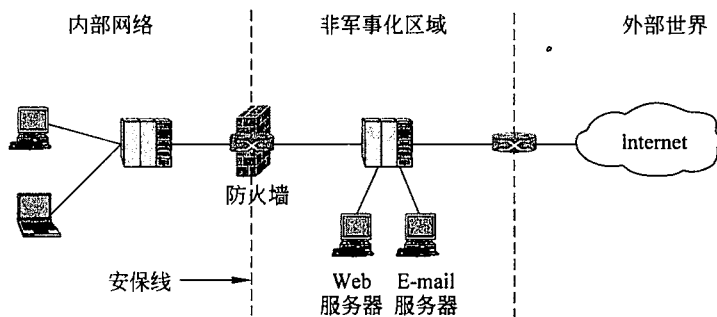 内部网络
非军事化区域
外部世界
Internet
防火墙
安保线
Web
服务器
E-mail
服务器